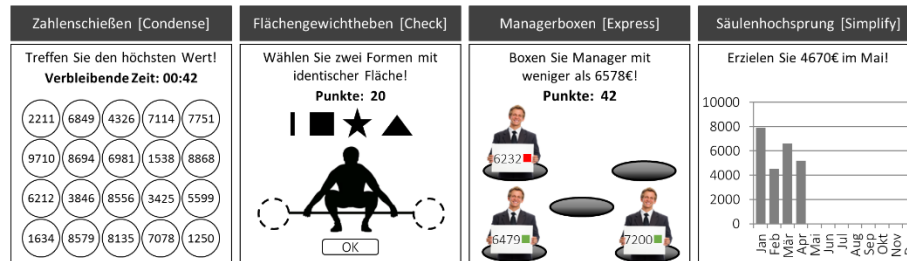 Zahlenschießen [Condense]
Treffen Sie den höchsten Wert!
Verbleibende Zeit: 00:42
2211 6849 4326 7114 7751
9710 8694 6981 1538 8868
6212 3846 8556 3425 5599
1634 8579 8135 7078 1250
Flächengewichtheben [Check]
Wählen Sie zwei Formen mit
identischer Fläche!
Punkte: 20
OK
Managerboxen [Express]
Boxen Sie Manager mit
weniger als 6578€!
Punkte: 42
6232
6479 7200
Säulenhochsprung [Simplify]
Erzielen Sie 4670€ im Mai!
10000
8000
6000
4000
2000
0
Jan
Feb
Mär
Apr
Mai
Jun
Jul
Aug
Sep
Okt
Nov